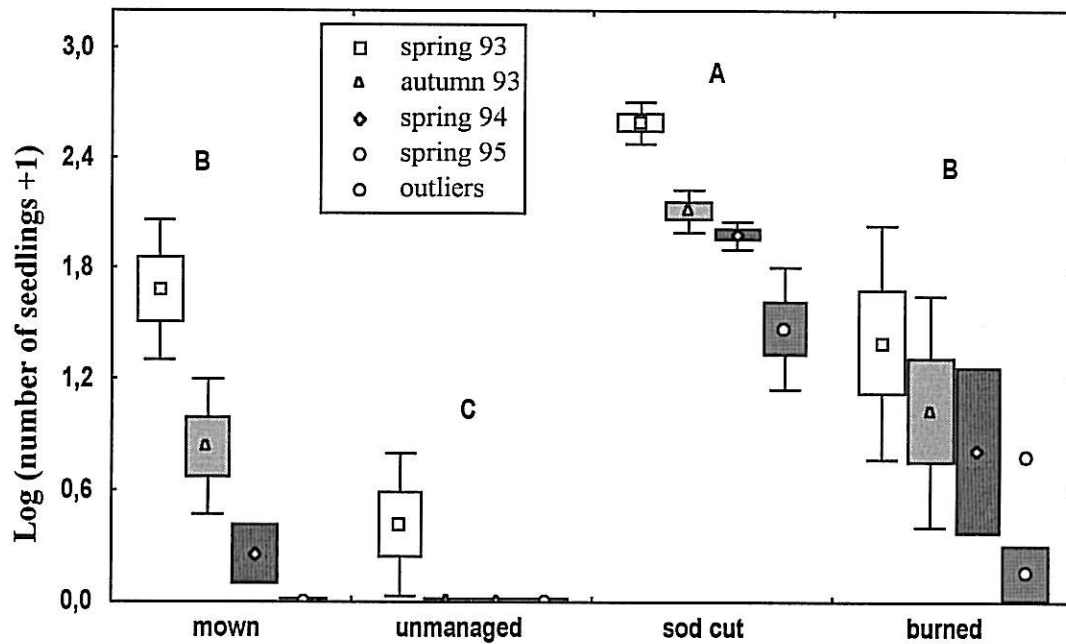 Log (number of seedlings +1)
3,0
2,4
1,8
1,2
0,6
0,0
spring 93
autumn 93
spring 94
spring 95
outliers
B
C
A
B
mown
unmanaged
sod cut
burned